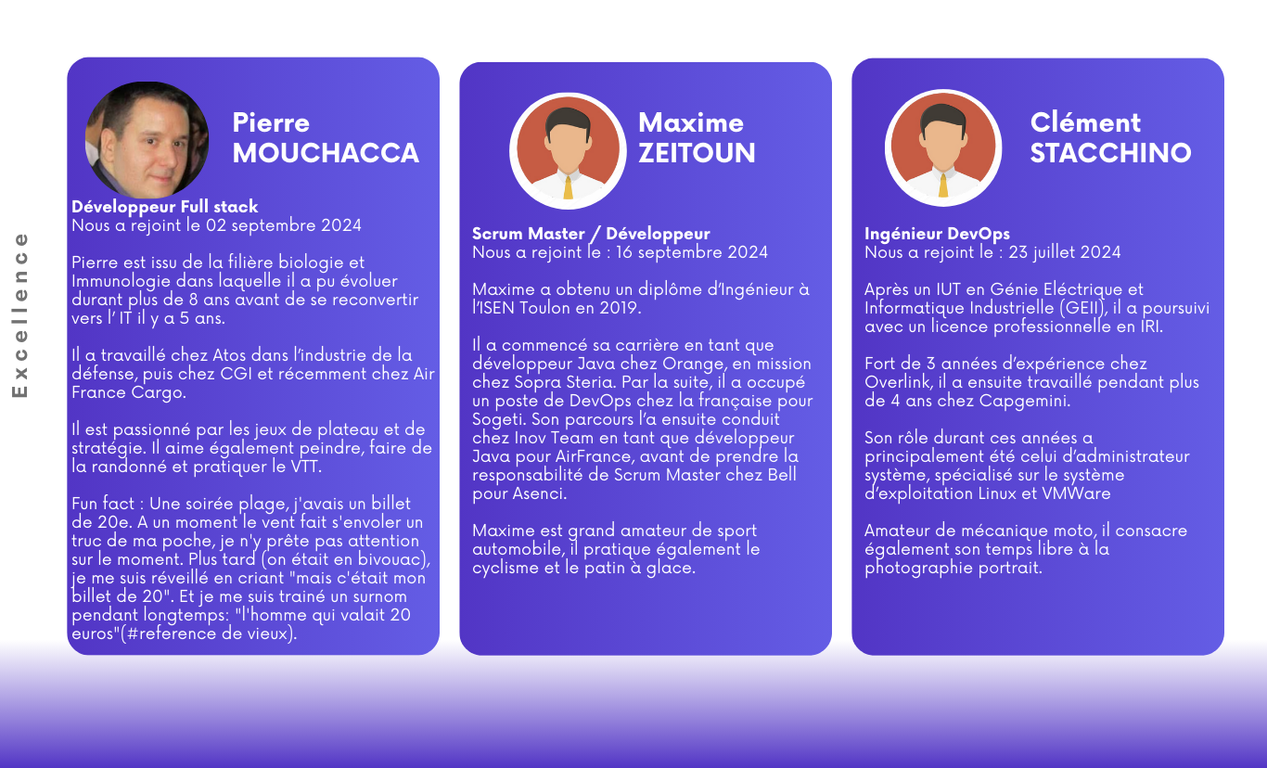 Excellence
Pierre
MOUCHACCA
Développeur Full stack
Nous a rejoint le 02 septembre 2024
Pierre est issu de la filière biologie et
Immunologie dans laquelle il a pu évoluer
durant plus de 8 ans avant de se reconvertir
vers l’ IT il y a 5 ans.
Il a travaillé chez Atos dans l’industrie de la
défense, puis chez CGI et récemment chez Air
France Cargo.
Il est passionné par les jeux de plateau et de
stratégie. Il aime également peindre, faire de
la randonné et pratiquer le VTT.
Fun fact : Une soirée plage, j'avais un billet
de 20e. A un moment le vent fait s'envoler un
truc de ma poche, je n'y prête pas attention
sur le moment. Plus tard (on était en bivouac),
je me suis réveillé en criant "mais c'était mon
billet de 20". Et je me suis trainé un surnom
pendant longtemps: "l'homme qui valait 20
euros"(#reference de vieux).
Maxime
ZEITOUN
Scrum Master / Développeur
Nous a rejoint le : 16 septembre 2024
Maxime a obtenu un diplôme d’Ingénieur à
l’ISEN Toulon en 2019.
Il a commencé sa carrière en tant que
développeur Java chez Orange, en mission
chez Sopra Steria. Par la suite, il a occupé
un poste de DevOps chez la française pour
Sogeti. Son parcours l’a ensuite conduit
chez Inov Team en tant que développeur
Java pour AirFrance, avant de prendre la
responsabilité de Scrum Master chez Bell
pour Asenci.
Maxime est grand amateur de sport
automobile, il pratique également le
cyclisme et le patin à glace.
Clément
STACCHINO
Ingénieur DevOps
Nous a rejoint le : 23 juillet 2024
Après un IUT en Génie Eléctrique et
Informatique Industrielle (GEII), il a poursuivi
avec un licence professionnelle en IRI.
Fort de 3 années d’expérience chez
Overlink, il a ensuite travaillé pendant plus
de 4 ans chez Capgemini.
Son rôle durant ces années a
principalement été celui d’administrateur
système, spécialisé sur le système
d’exploitation Linux et VMWare
Amateur de mécanique moto, il consacre
également son temps libre à la
photographie portrait.